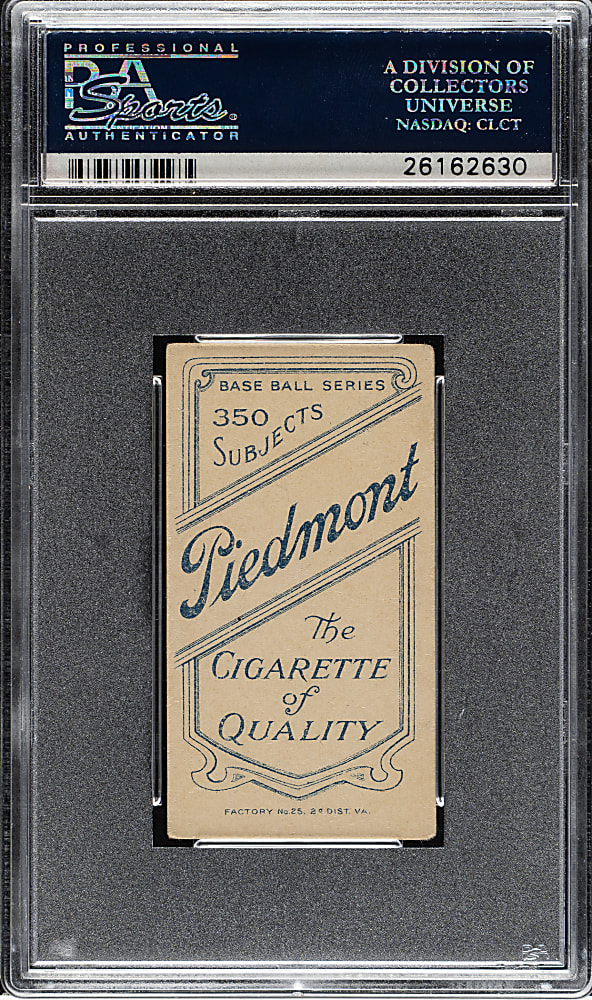 PROFESSIONAL
PSA
Sports
AUTHENTICATOR
A DIVISION OF
COLLECTORS
UNIVERSE
NASDAQ: CLCT
26162630
BASE BALL SERIES
350
SUBJECTS
Piedmont
The
CIGARETTE
of
QUALITY
FACTORY No. 25, 2d DIST. VA.